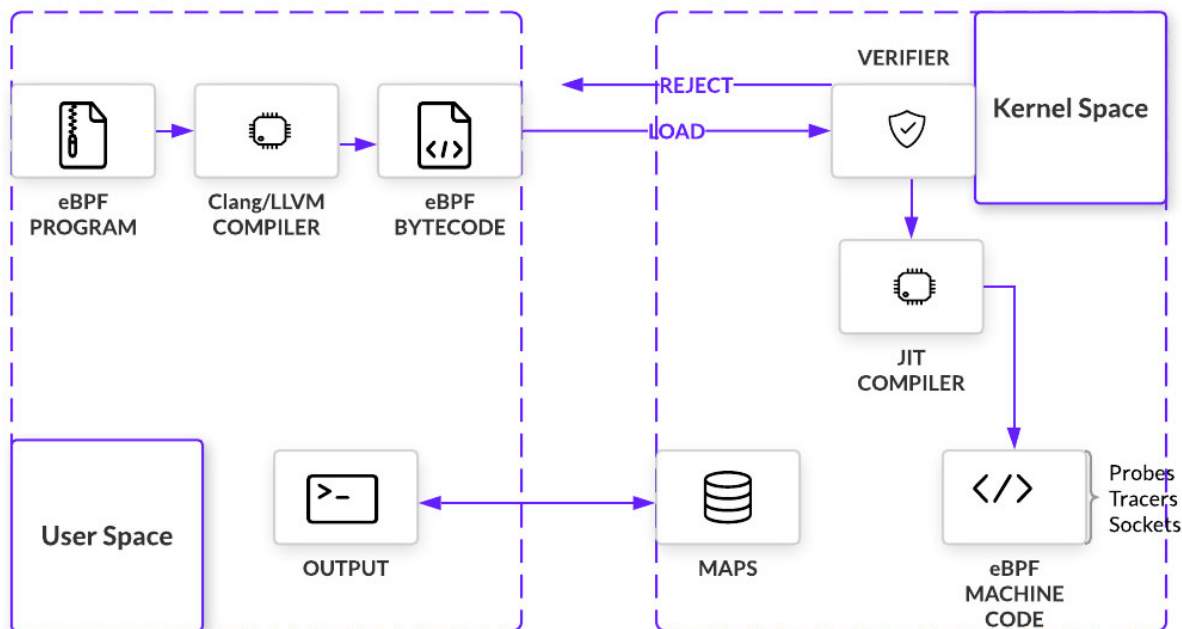 VERIFIER
REJECT
Kernel Space
LOAD
eBPF
PROGRAM
Clang/LLVM
COMPILER
eBPF
BYTECODE
</>
JIT
COMPILER
User Space
>_
OUTPUT
MAPS
</>
eBPF
MACHINE
CODE
Probes
Tracers
Sockets